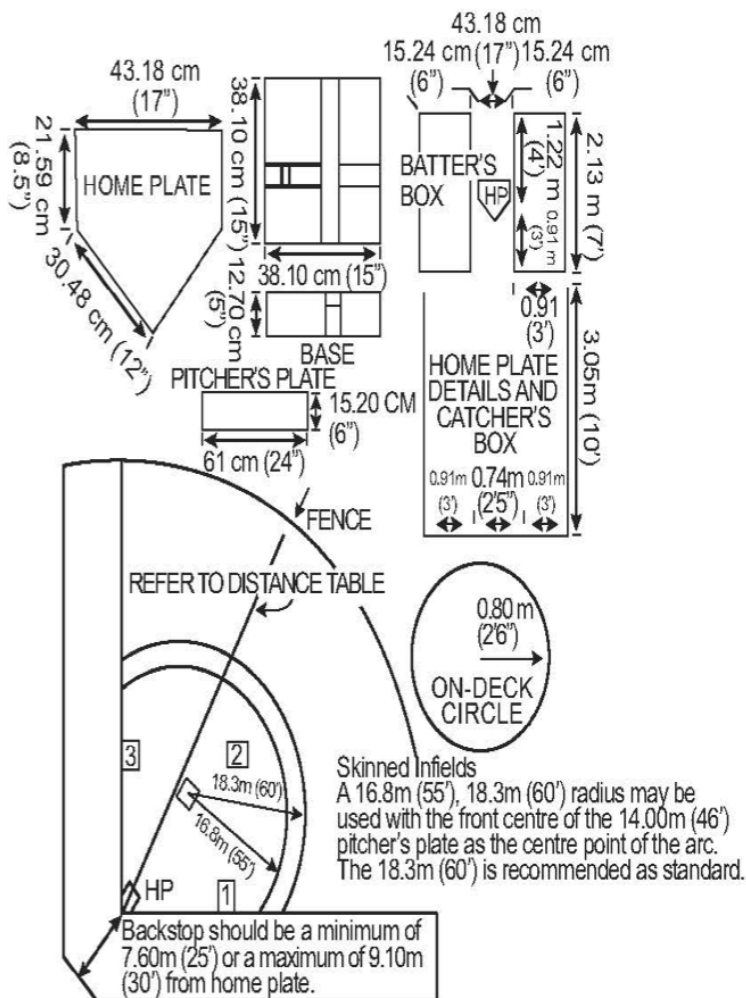 43.18 cm
(17")
21.59 cm
(8.5")
HOME PLATE
30.48 cm (12")
38.10 cm (15")
38.10 cm (15")
12.70 cm
(5")
BASE
PITCHER'S PLATE
15.20 CM
(6")
61 cm (24")
43.18 cm
15.24 cm (17") 15.24 cm
(6") (6")
BATTER'S
BOX
HP
1.22 m
(4')
0.91 m
(3')
2.13 m (7')
0.91
(3')
3.05m (10')
HOME PLATE
DETAILS AND
CATCHER'S
BOX
0.91m 0.74m 0.91m
(3') (2'5") (3')
FENCE
REFER TO DISTANCE TABLE
0.80 m
(2'6")
ON-DECK
CIRCLE
3
2
18.3m (60')
16.8m (55')
HP
1
Skinned Infields
A 16.8m (55'), 18.3m (60') radius may be
used with the front centre of the 14.00m (46')
pitcher's plate as the centre point of the arc.
The 18.3m (60') is recommended as standard.
Backstop should be a minimum of
7.60m (25') or a maximum of 9.10m
(30') from home plate.